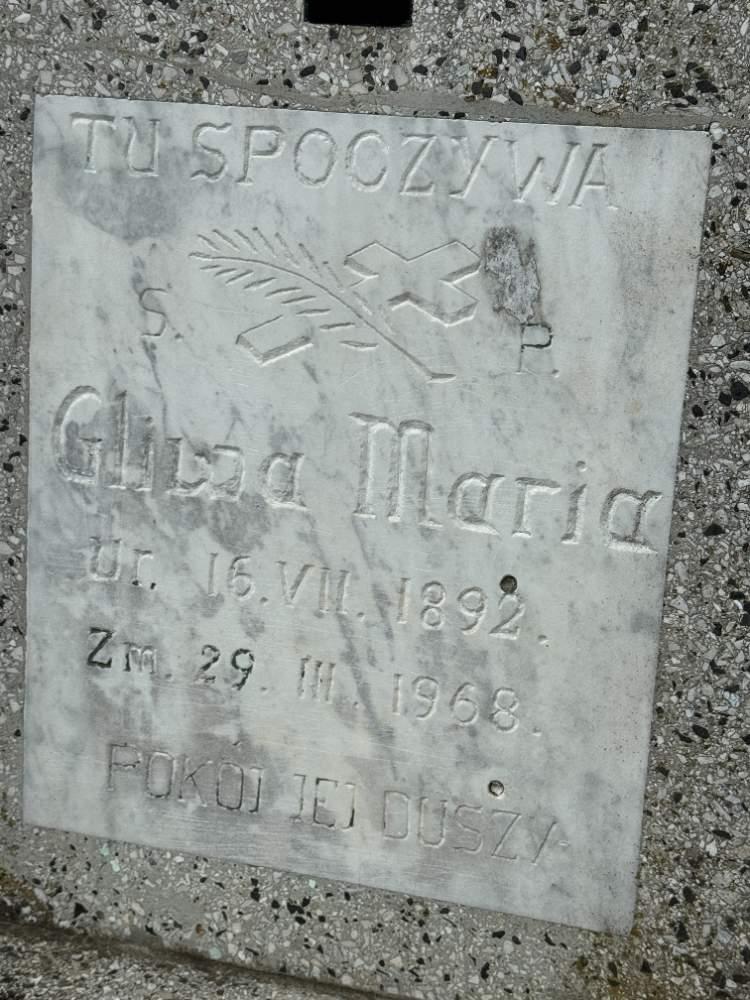 TU SPOCZYWA
S. P.
Gliwa Maria
ur. 16. VII. 1892.
Zm. 29. III. 1968.
POKÓJ JEJ DUSZY